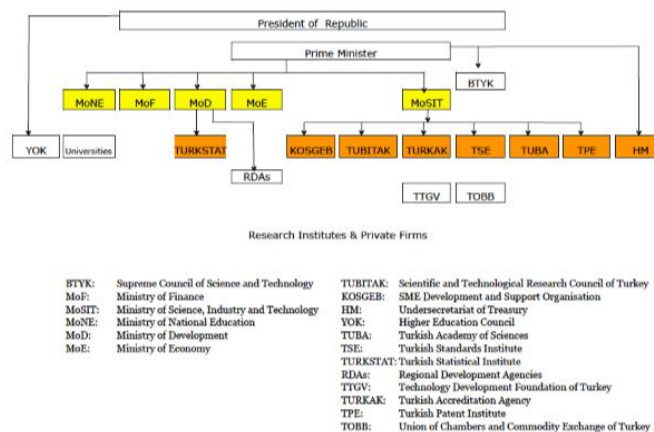 President of Republic
Prime Minister
BTYK
MoNE MoF MoD MoE MoSIT
YOK Universities TURKSTAT KOSGEB TUBITAK TURKAK TSE TUBA TPE HM
RDAs
TTGV TOBB
Research Institutes & Private Firms
BTYK: Supreme Council of Science and Technology
MoF: Ministry of Finance
MoSIT: Ministry of Science, Industry and Technology
MoNE: Ministry of National Education
MoD: Ministry of Development
MoE: Ministry of Economy
TUBITAK: Scientific and Technological Research Council of Turkey
KOSGEB: SME Development and Support Organisation
HM: Undersecretariat of Treasury
YOK: Higher Education Council
TUBA: Turkish Academy of Sciences
TSE: Turkish Standards Institute
TURKSTAT: Turkish Statistical Institute
RDAs: Regional Development Agencies
TTGV: Technology Development Foundation of Turkey
TURKAK: Turkish Accreditation Agency
TPE: Turkish Patent Institute
TOBB: Union of Chambers and Commodity Exchange of Turkey